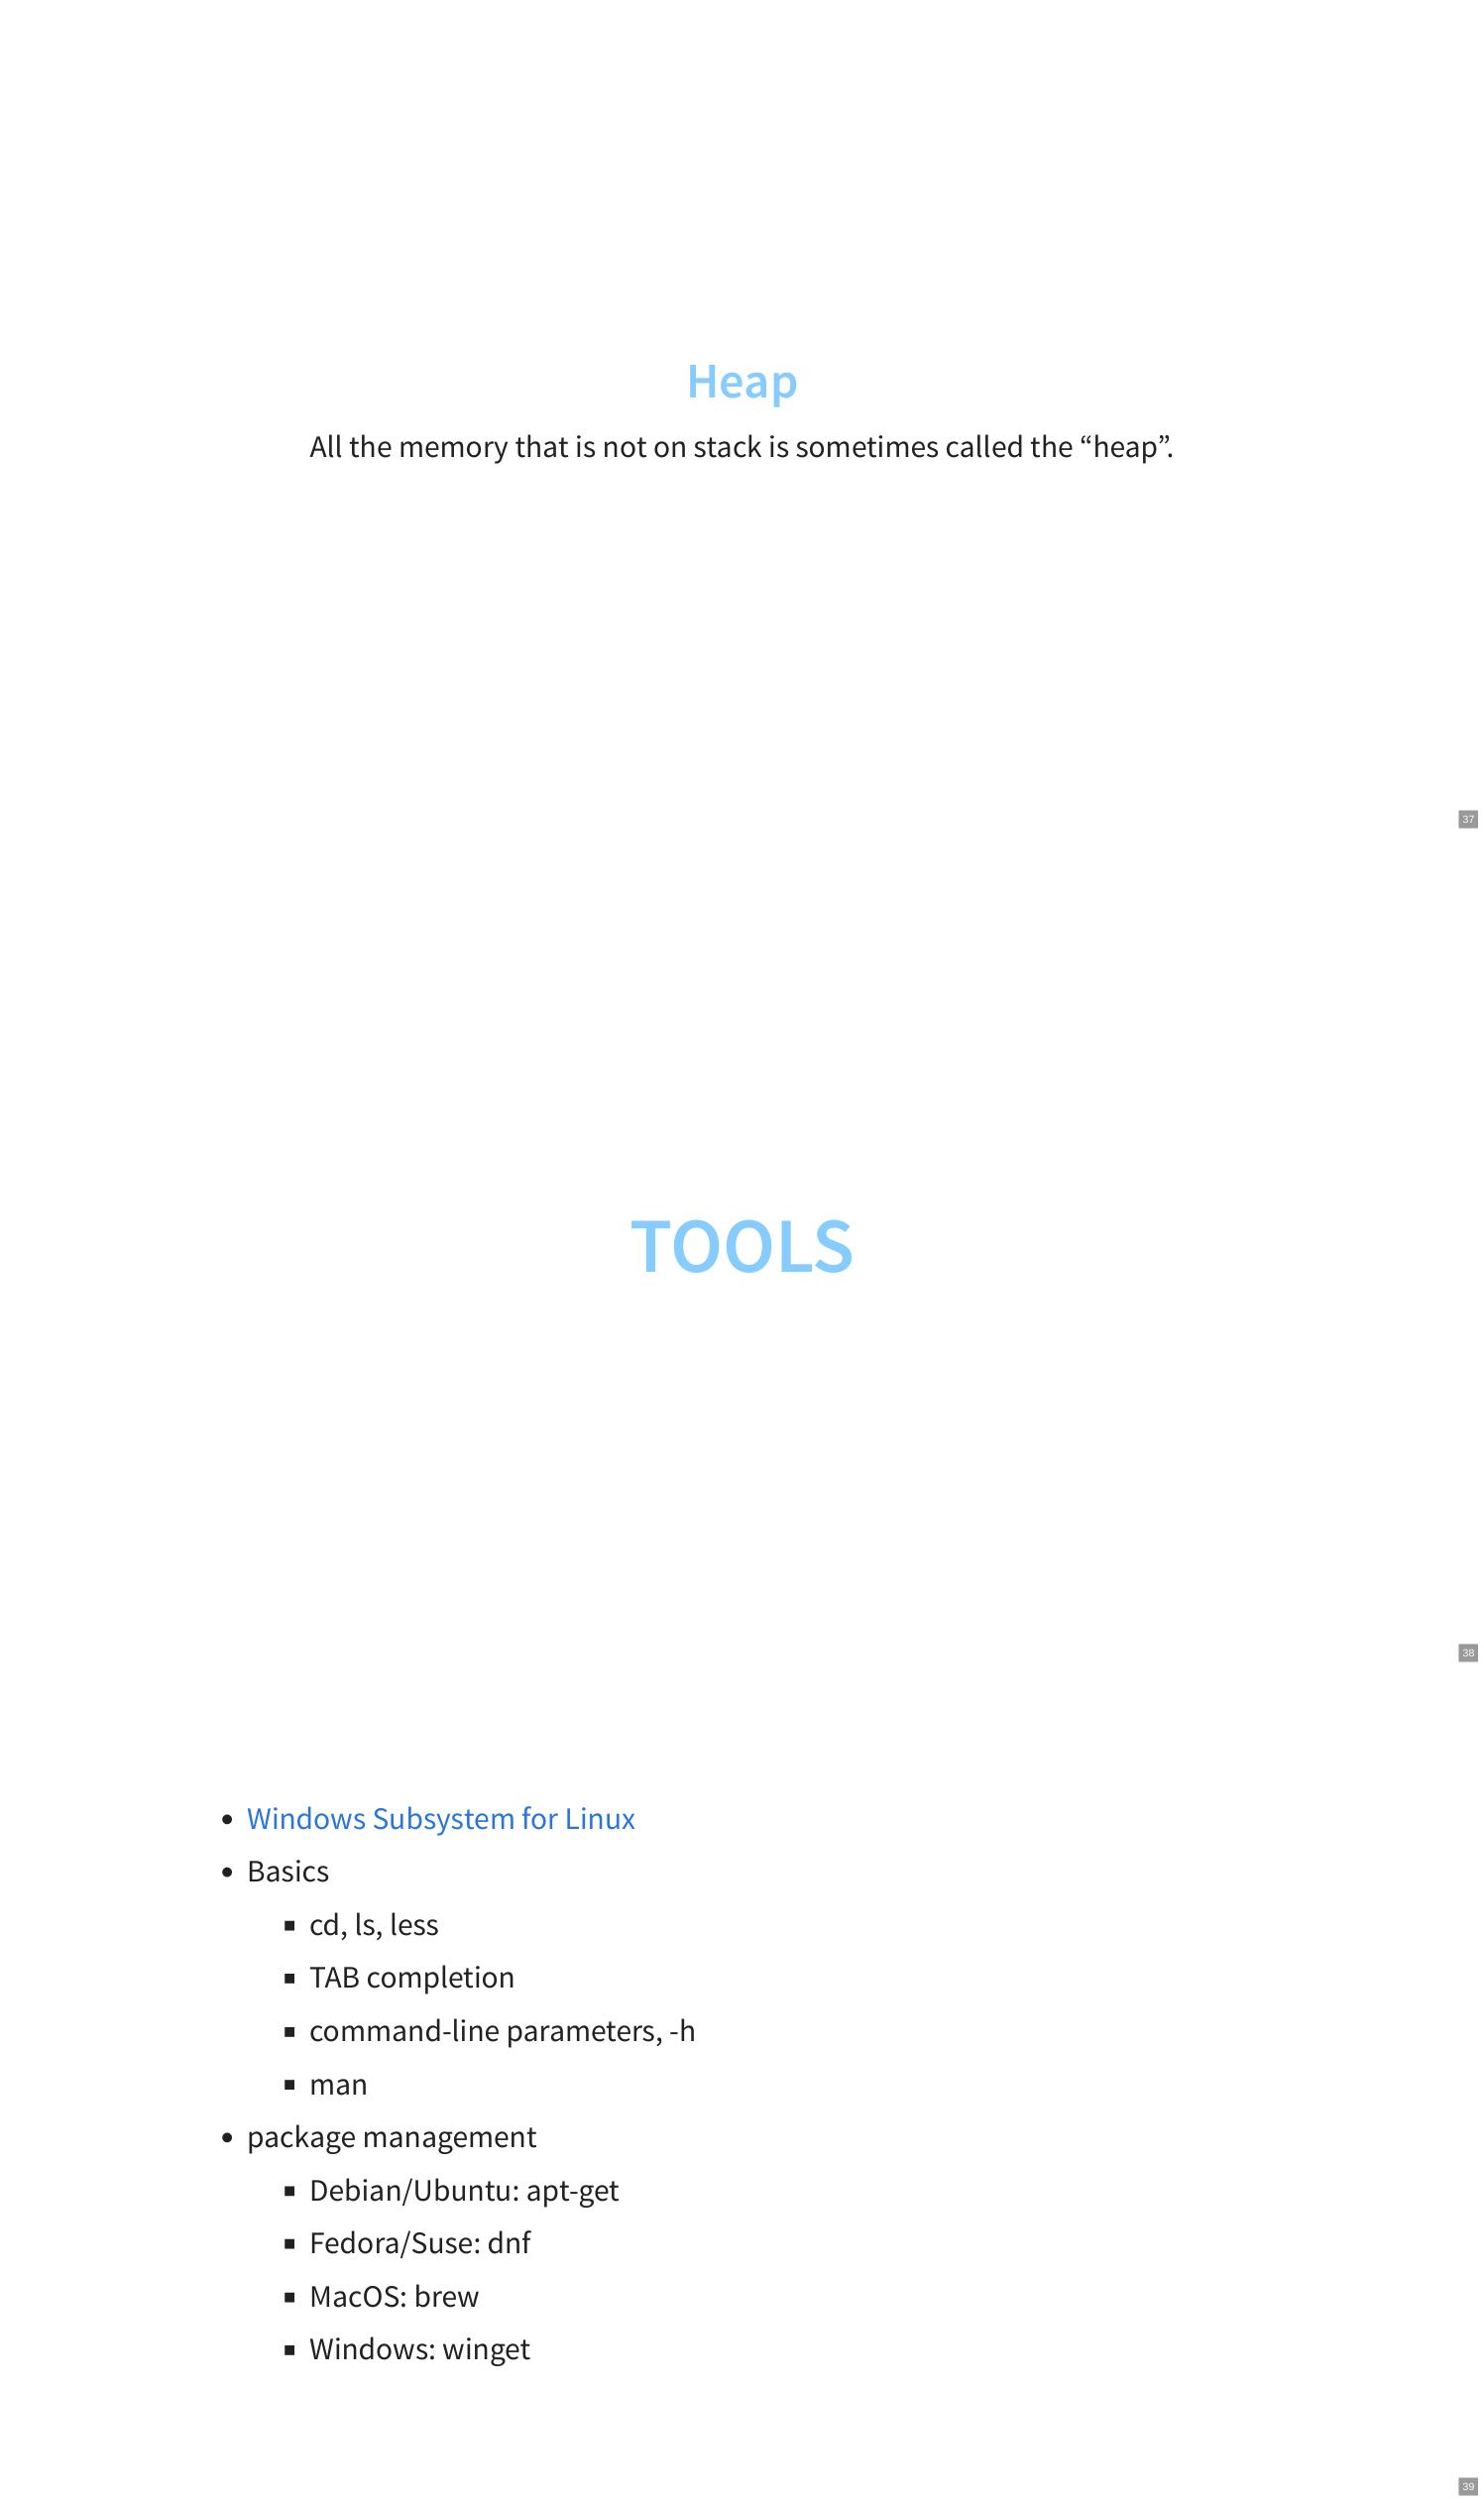 Heap
All the memory that is not on stack is sometimes called the “heap”.
37
TOOLS
38
• Windows Subsystem for Linux
• Basics
▪ cd, ls, less
▪ TAB completion
▪ command-line parameters, -h
▪ man
• package management
▪ Debian/Ubuntu: apt-get
▪ Fedora/Suse: dnf
▪ MacOS: brew
▪ Windows: winget
39